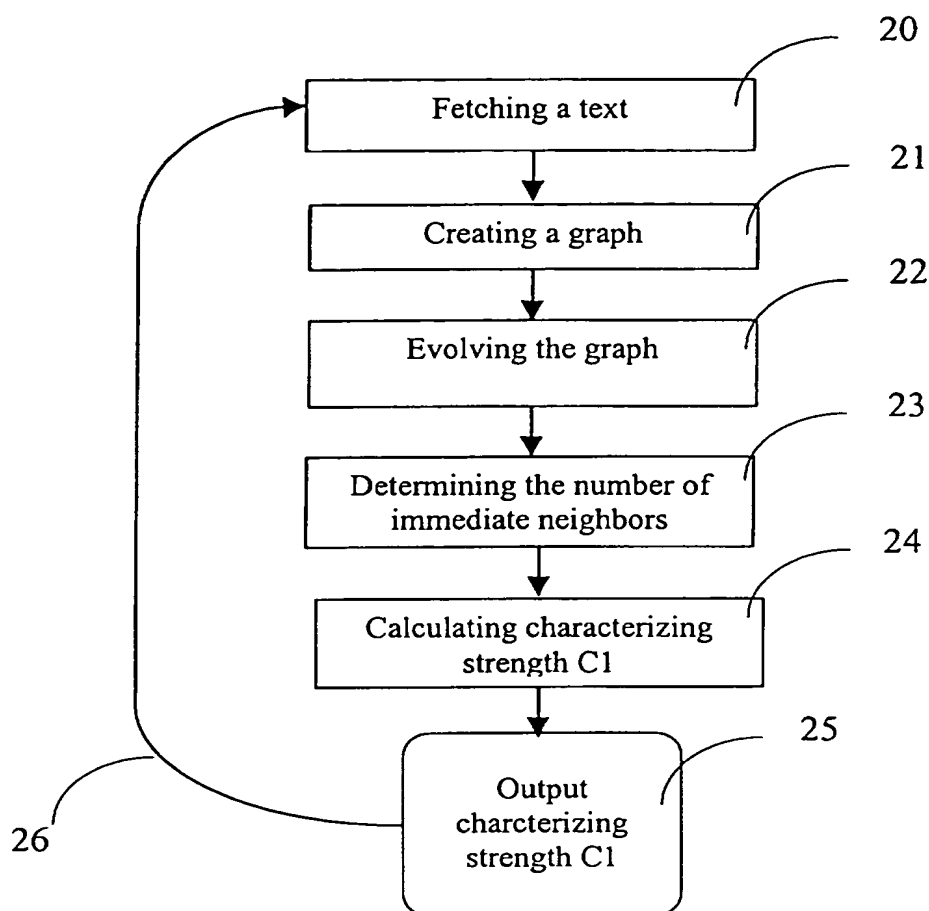 20
Fetching a text
21
Creating a graph
22
Evolving the graph
23
Determining the number of
immediate neighbors
24
Calculating characterizing
strength C1
25
Output
charcterizing
strength C1
26